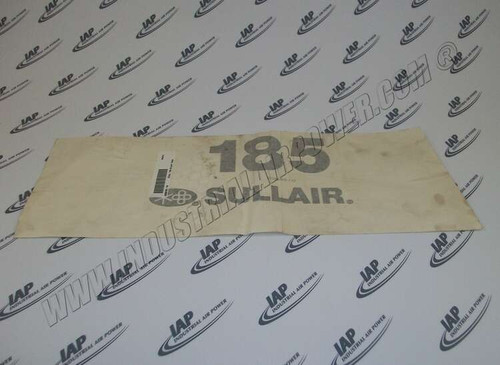 185
SULLAIR.
WWW.INDUSTRIALAIRPOWER.COM ®
IAP
INDUSTRIAL AIR POWER